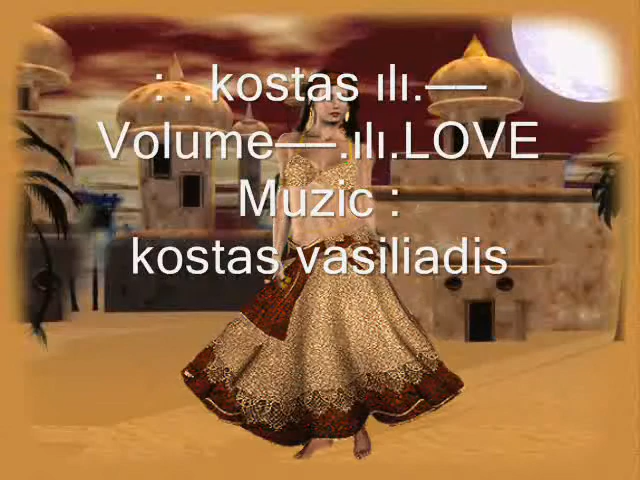 : . kostas ılı.—–
Volume–—.ılı.LOVE
Muzic :
kostas vasiliadis